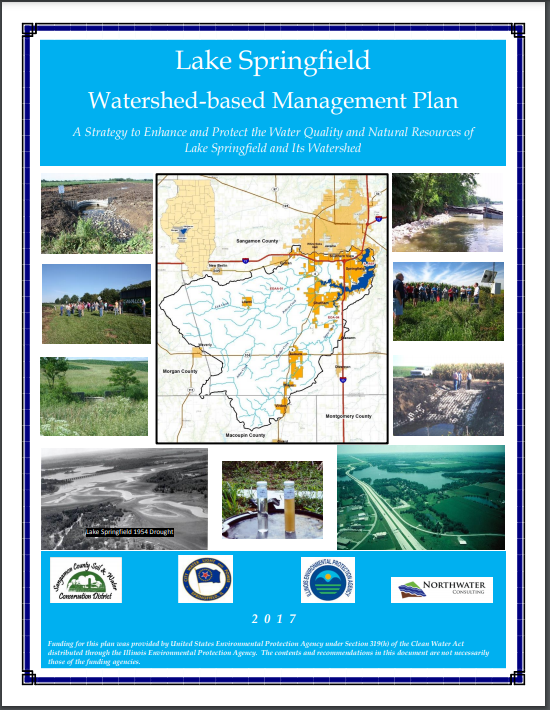 Lake Springfield
Watershed-based Management Plan
A Strategy to Enhance and Protect the Water Quality and Natural Resources of
Lake Springfield and Its Watershed
Sangamon County
New Berlin
Springfield
Loami
Waverly
Morgan County
Montgomery County
Macoupin County
Lake Springfield 1954 Drought
Sangamon County Soil & Water
Conservation District
ILLINOIS ENVIRONMENTAL PROTECTION AGENCY
NORTHWATER
CONSULTING
2017
Funding for this plan was provided by United States Environmental Protection Agency under Section 319(h) of the Clean Water Act
distributed through the Illinois Environmental Protection Agency. The contents and recommendations in this document are not necessarily
those of the funding agencies.